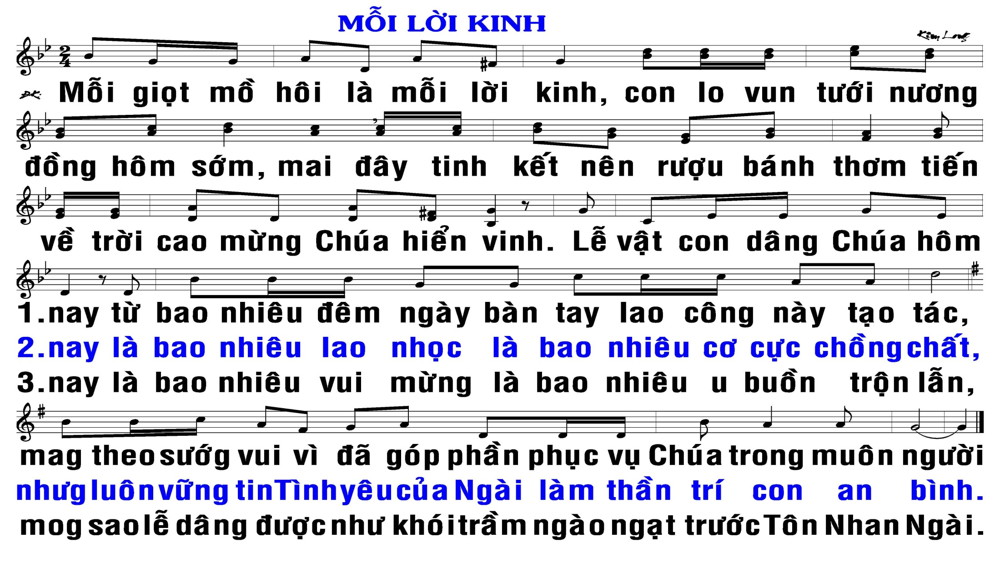 MỖI LỜI KINH
Kim Long
2 4
ĐK. Mỗi giọt mồ hôi là mỗi lời kinh, con lo vun tưới nương
đồng hôm sớm, mai đây tinh kết nên rượu bánh thơm tiến
về trời cao mừng Chúa hiển vinh. Lễ vật con dâng Chúa hôm
1.nay từ bao nhiêu đêm ngày bàn tay lao công này tạo tác,
2.nay là bao nhiêu lao nhọc là bao nhiêu cơ cực chồng chất,
3.nay là bao nhiêu vui mừng là bao nhiêu u buồn trộn lẫn,
mag theo sướg vui vì đã góp phần phục vụ Chúa trong muôn người
nhưg luôn vững tin Tình yêu của Ngài làm thần trí con an bình.
mog sao lễ dâng được như khói trầm ngào ngạt trước Tôn Nhan Ngài.